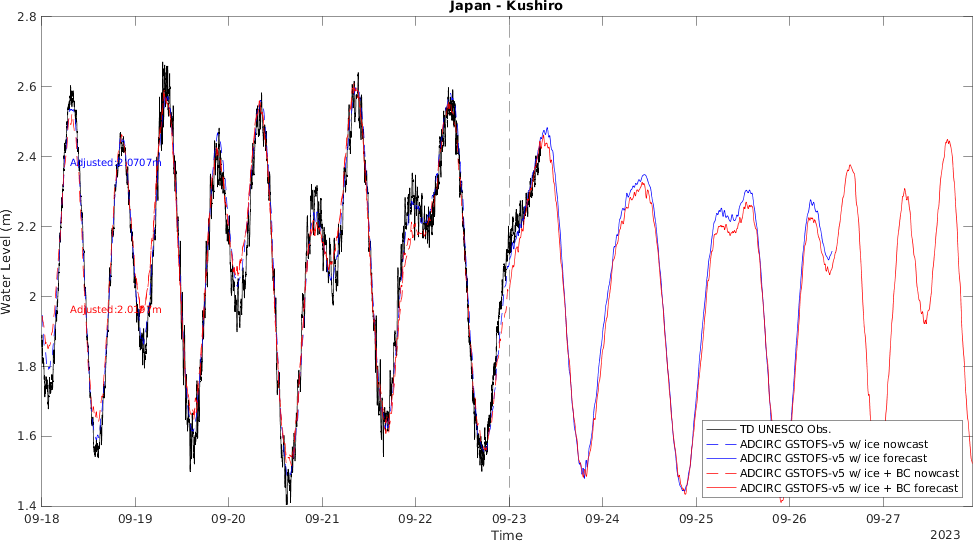 Japan - Kushiro
2.8
2.6
2.4
2.2
2
1.8
1.6
1.4
Water Level (m)
Adjusted:2.0707m
TD UNESCO Obs.
ADCIRC GSTOFS-v5 w/ ice nowcast
ADCIRC GSTOFS-v5 w/ ice forecast
ADCIRC GSTOFS-v5 w/ ice + BC nowcast
ADCIRC GSTOFS-v5 w/ ice + BC forecast
09-18 09-19 09-20 09-21 09-22 09-23 09-24 09-25 09-26 09-27
Time
2023